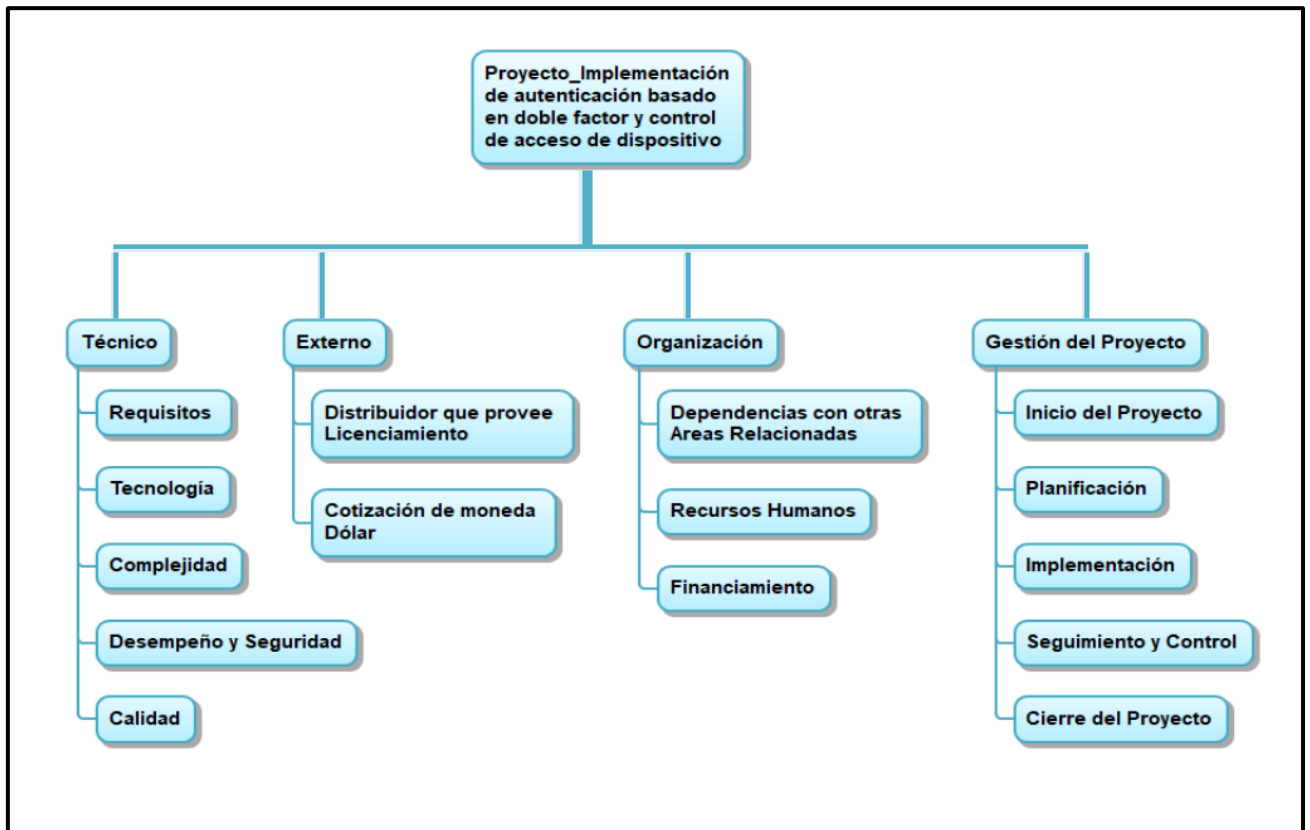 Proyecto_Implementación
de autenticación basado
en doble factor y control
de acceso de dispositivo
Técnico
Requisitos
Tecnología
Complejidad
Desempeño y Seguridad
Calidad
Externo
Distribuidor que provee
Licenciamiento
Cotización de moneda
Dólar
Organización
Dependencias con otras
Areas Relacionadas
Recursos Humanos
Financiamiento
Gestión del Proyecto
Inicio del Proyecto
Planificación
Implementación
Seguimiento y Control
Cierre del Proyecto